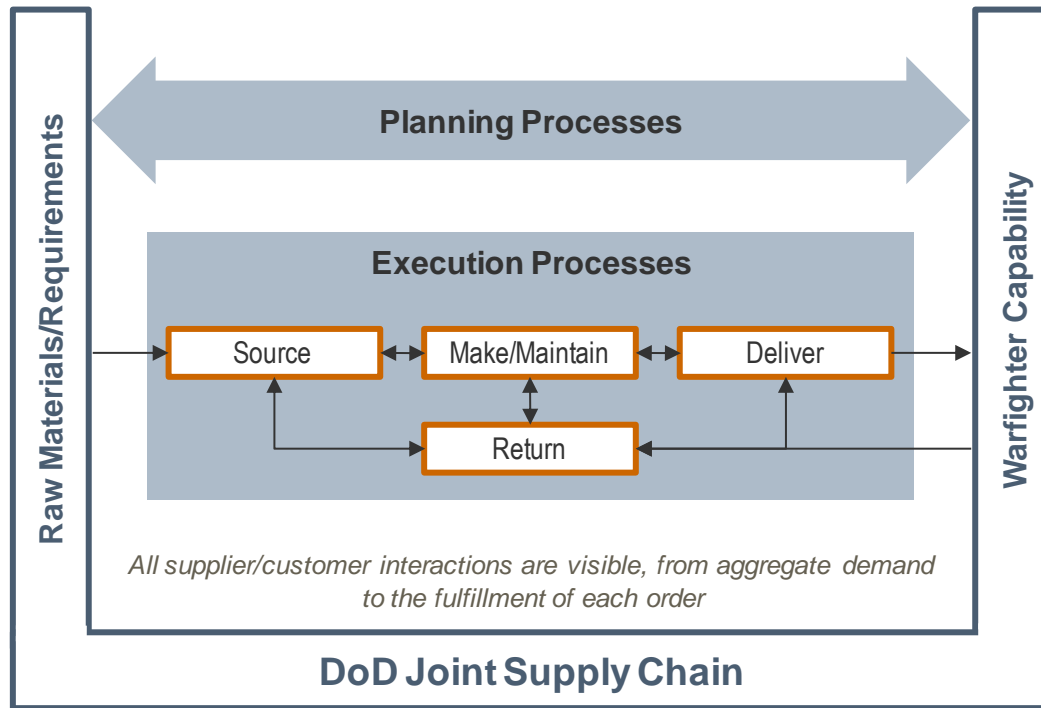 Raw Materials/Requirements
Planning Processes
Execution Processes
Source
Make/Maintain
Deliver
Return
Warfighter Capability
All supplier/customer interactions are visible, from aggregate demand
to the fulfillment of each order
DoD Joint Supply Chain